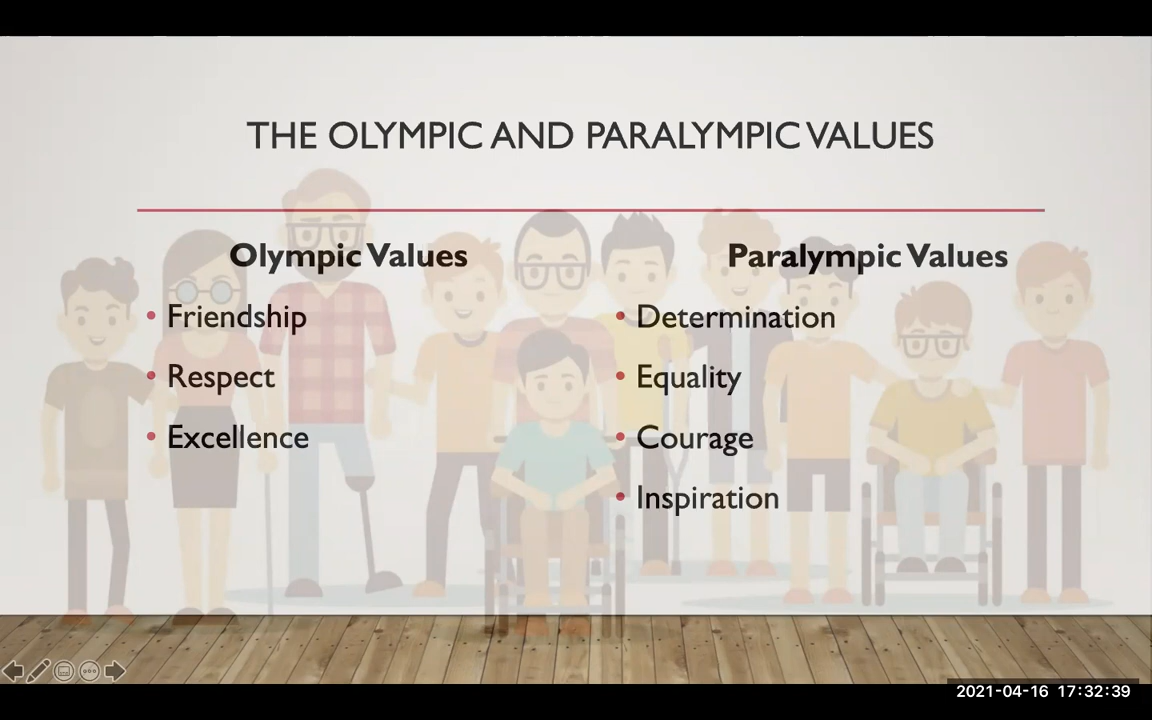 THE OLYMPIC AND PARALYMPIC VALUES
Olympic Values
• Friendship
• Respect
• Excellence
Paralympic Values
• Determination
• Equality
• Courage
• Inspiration
2021-04-16 17:32:39